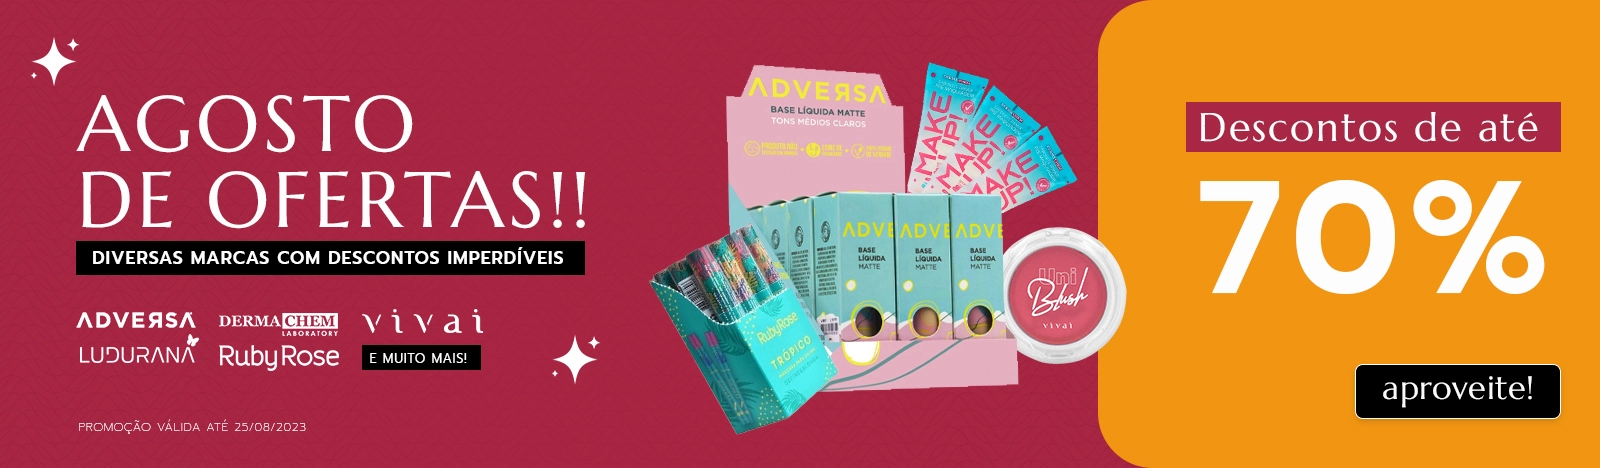 AGOSTO
DE OFERTAS!!
DIVERSAS MARCAS COM DESCONTOS IMPERDÍVEIS
ADVERSA
DERMACHEM
LABORATORY
vivai
LUDURANA
RubyRose
E MUITO MAIS!
PROMOÇÃO VÁLIDA ATÉ 25/08/2023
ADVERSA
BASE LÍQUIDA MATTE
TONS MÉDIOS CLAROS
MAKE
UP!
MAKE
UP!
MAKE
UP!
ADVE
BASE
LÍQUIDA
MATTE
ADVE
BASE
LÍQUIDA
MATTE
ADVE
BASE
LÍQUIDA
MATTE
RubyRose
TRÓPICO
Uni
Blush
vivai
Descontos de até
70%
aproveite!